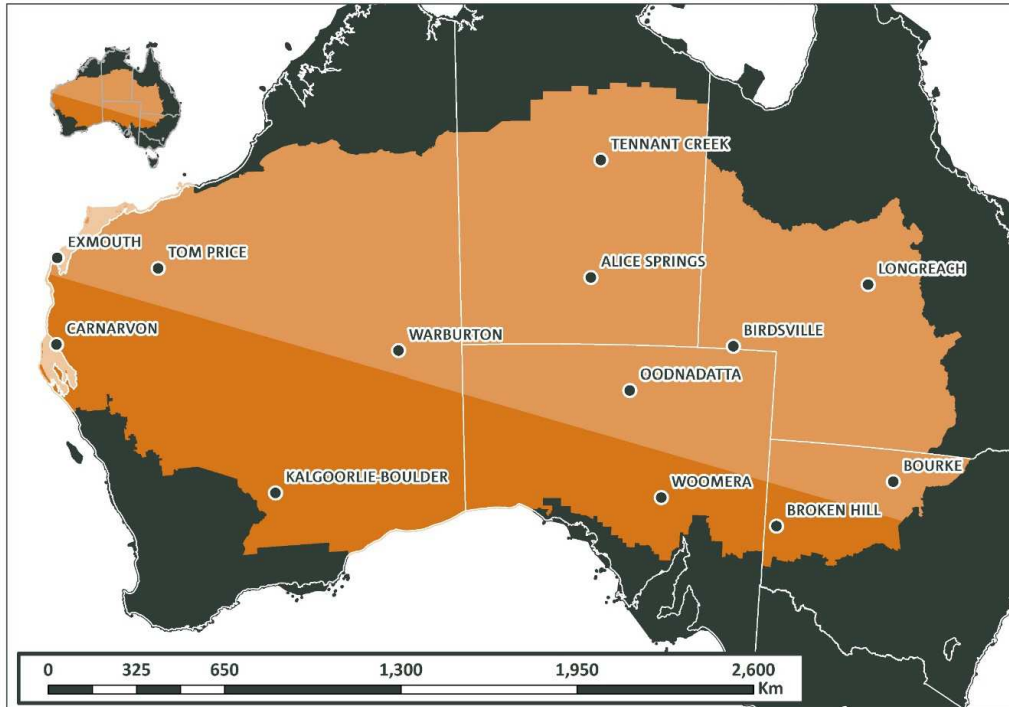 TENNANT CREEK
EXMOUTH
TOM PRICE
ALICE SPRINGS
LONGREACH
CARNARVON
WARBURTON
BIRDSVILLE
OODNADATTA
KALGOORLIE-BOULDER
WOOMERA
BOURKE
BROKEN HILL
0 325 650 1,300 1,950 2,600
Km